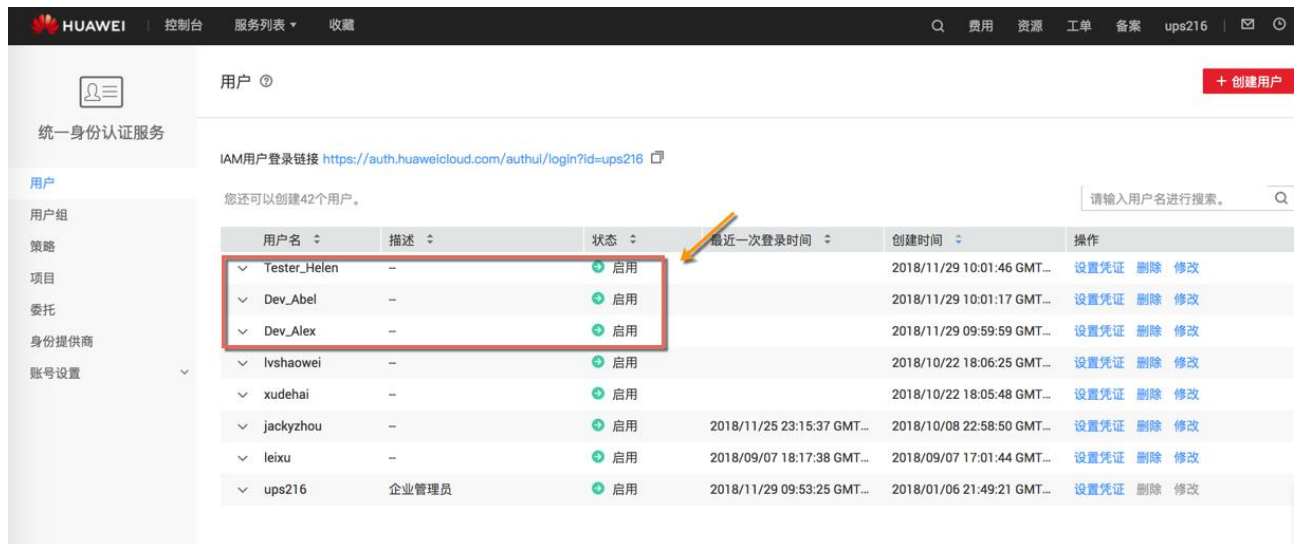 HUAWEI 控制台 服务列表 收藏 费用 资源 工单 备案 ups216
用户
+ 创建用户
统一身份认证服务
用户
用户组
策略
项目
委托
身份提供商
账号设置
IAM用户登录链接 https://auth.huaweicloud.com/authui/login?id=ups216
您还可以创建42个用户。
请输入用户名进行搜索。
用户名 描述 状态 最近一次登录时间 创建时间 操作
Tester_Helen -- 启用 2018/11/29 10:01:46 GMT... 设置凭证 删除 修改
Dev_Abel -- 启用 2018/11/29 10:01:17 GMT... 设置凭证 删除 修改
Dev_Alex -- 启用 2018/11/29 09:59:59 GMT... 设置凭证 删除 修改
lvshaowei -- 启用 2018/10/22 18:06:25 GMT... 设置凭证 删除 修改
xudehai -- 启用 2018/10/22 18:05:48 GMT... 设置凭证 删除 修改
jackyzhou -- 启用 2018/11/25 23:15:37 GMT... 2018/10/08 22:58:50 GMT... 设置凭证 删除 修改
leixu -- 启用 2018/09/07 18:17:38 GMT... 2018/09/07 17:01:44 GMT... 设置凭证 删除 修改
ups216 企业管理员 启用 2018/11/29 09:53:25 GMT... 2018/01/06 21:49:21 GMT... 设置凭证 删除 修改